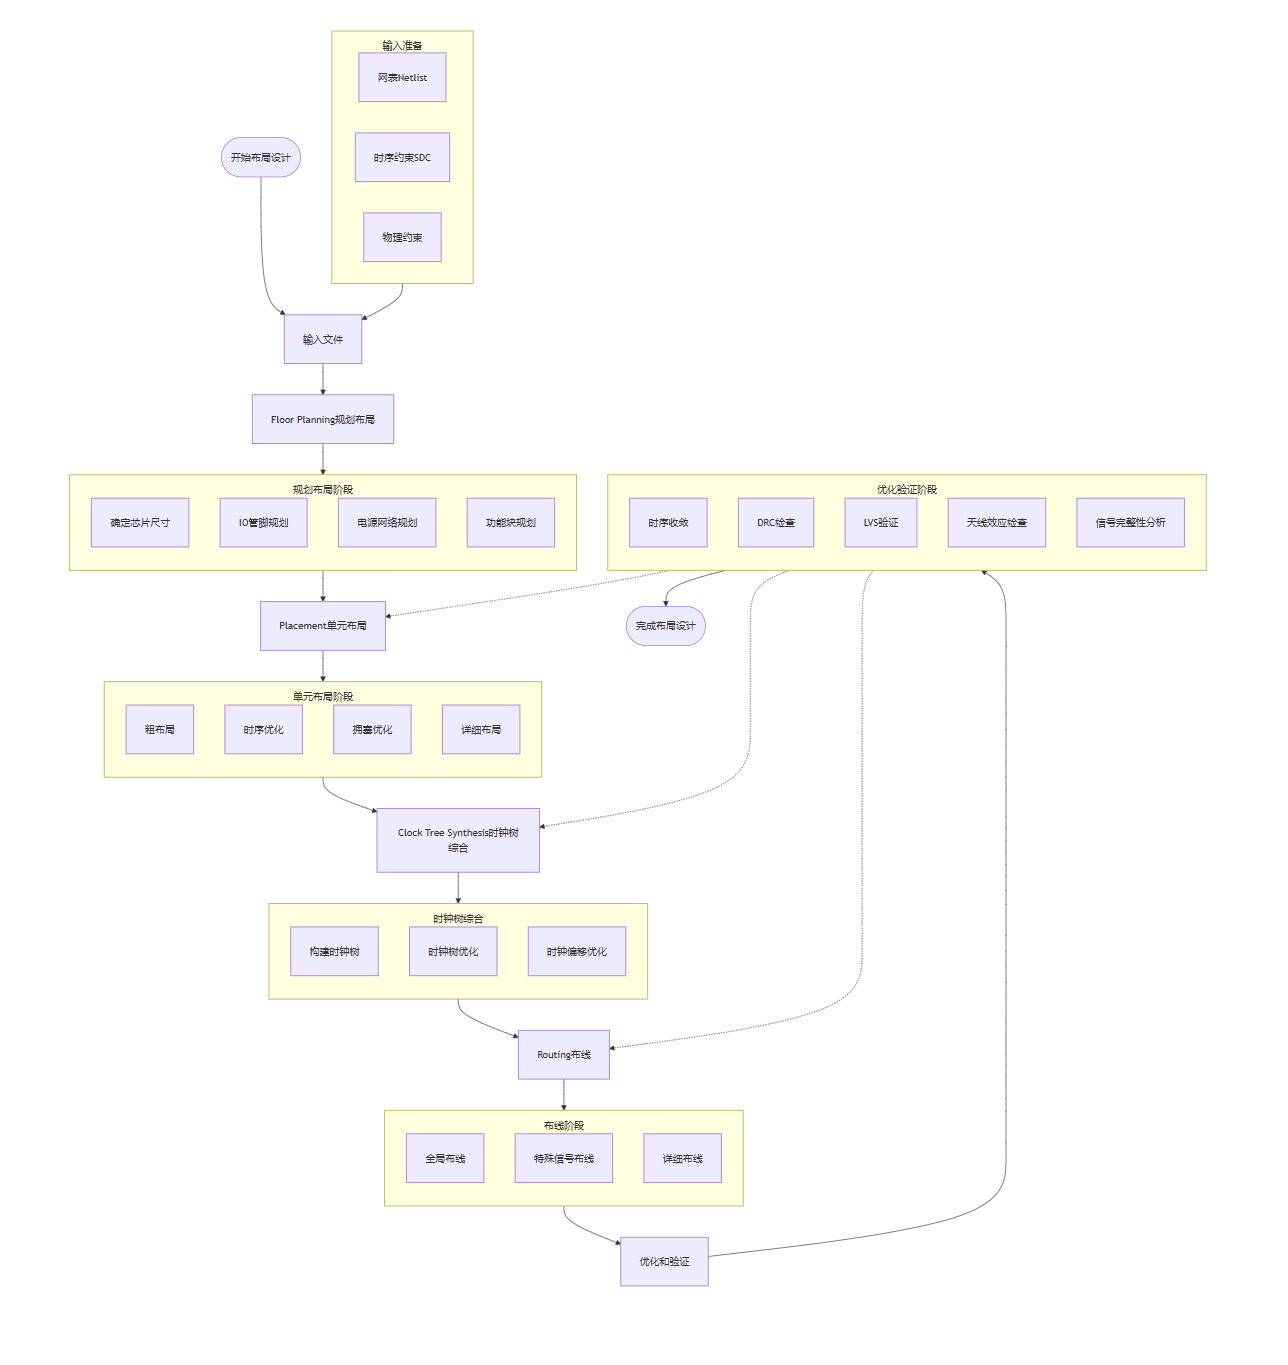 输入准备
网表Netlist
开始布局设计
时序约束SDC
物理约束
输入文件
Floor Planning规划布局
规划布局阶段
确定芯片尺寸
IO管脚规划
电源网络规划
功能块规划
优化验证阶段
时序收敛
DRC检查
LVS验证
天线效应检查
信号完整性分析
Placement单元布局
完成布局设计
单元布局阶段
粗布局
时序优化
拥塞优化
详细布局
Clock Tree Synthesis时钟树
综合
时钟树综合
构建时钟树
时钟树优化
时钟偏移优化
Routing布线
布线阶段
全局布线
特殊信号布线
详细布线
优化和验证